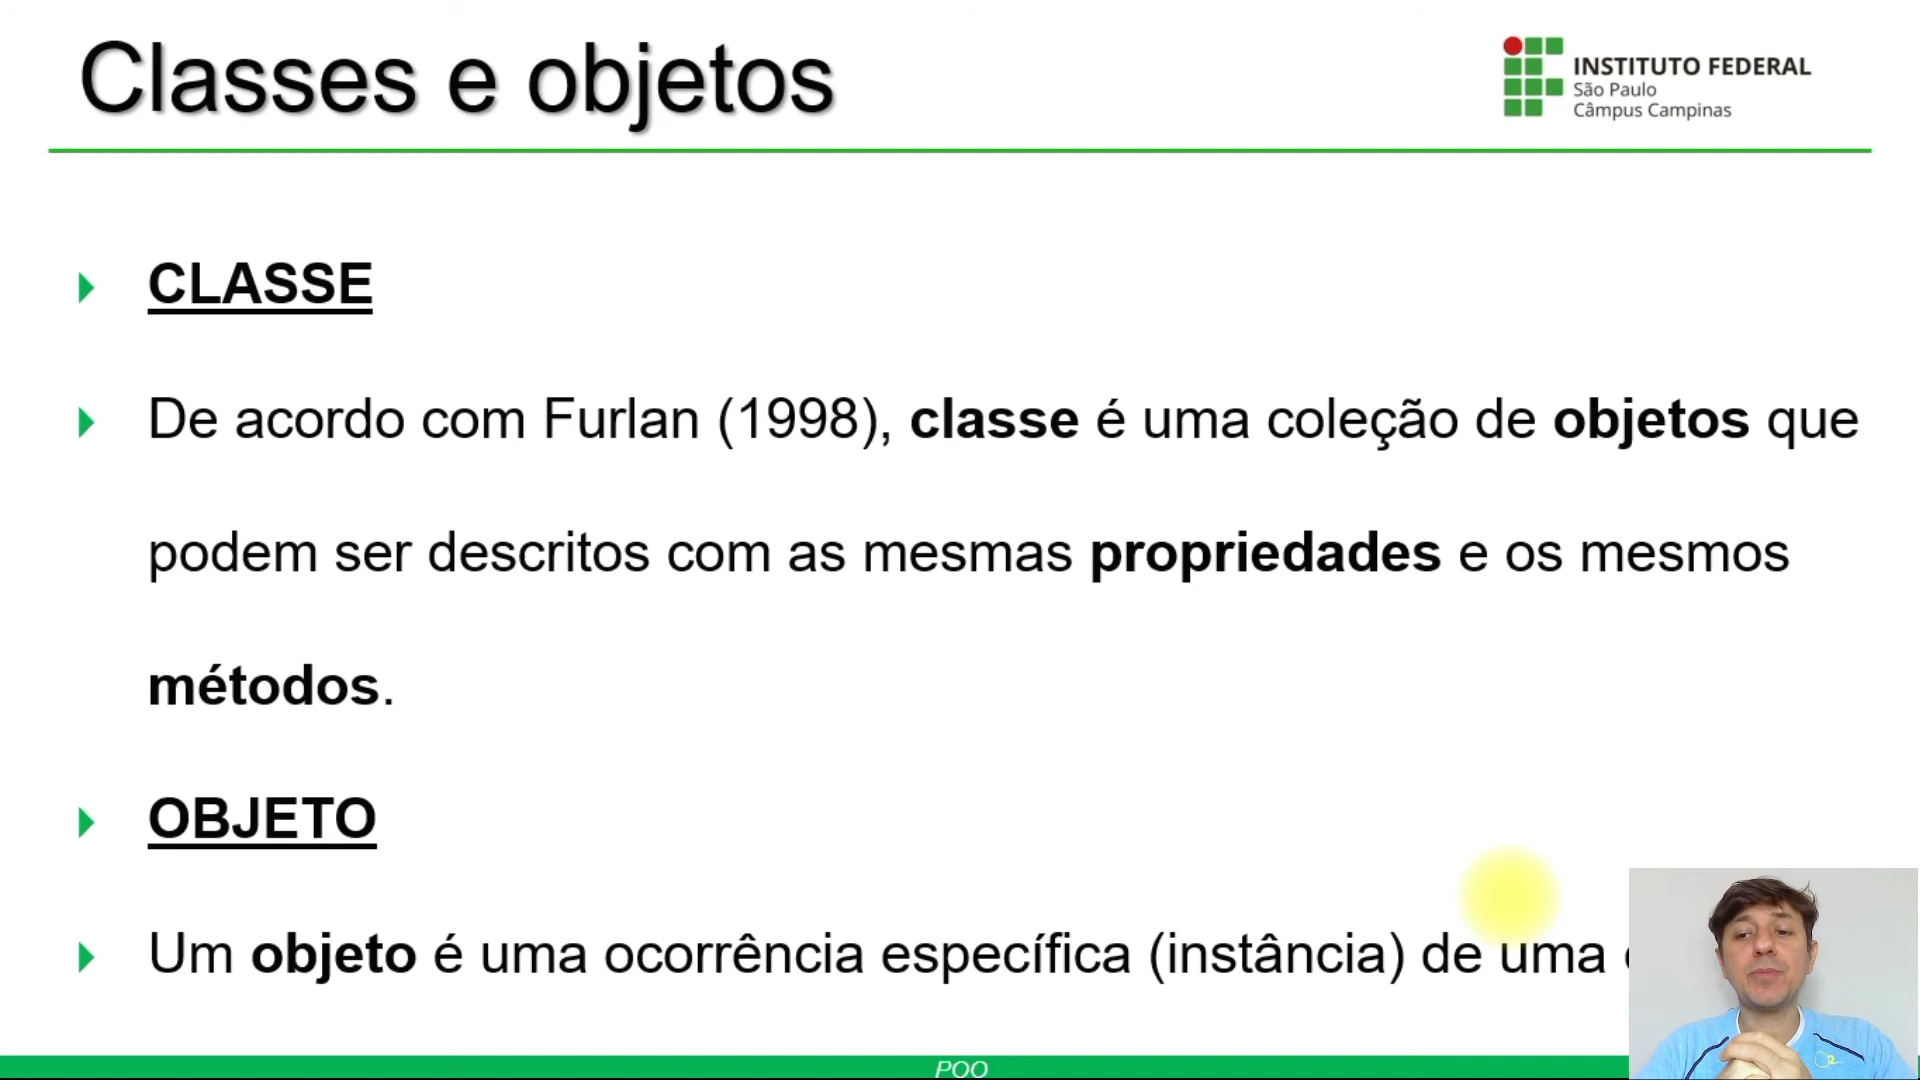 Classes e objetos
INSTITUTO FEDERAL
São Paulo
Câmpus Campinas
CLASSE
De acordo com Furlan (1998), classe é uma coleção de objetos que
podem ser descritos com as mesmas propriedades e os mesmos
métodos.
OBJETO
Um objeto é uma ocorrência específica (instância) de uma
POO